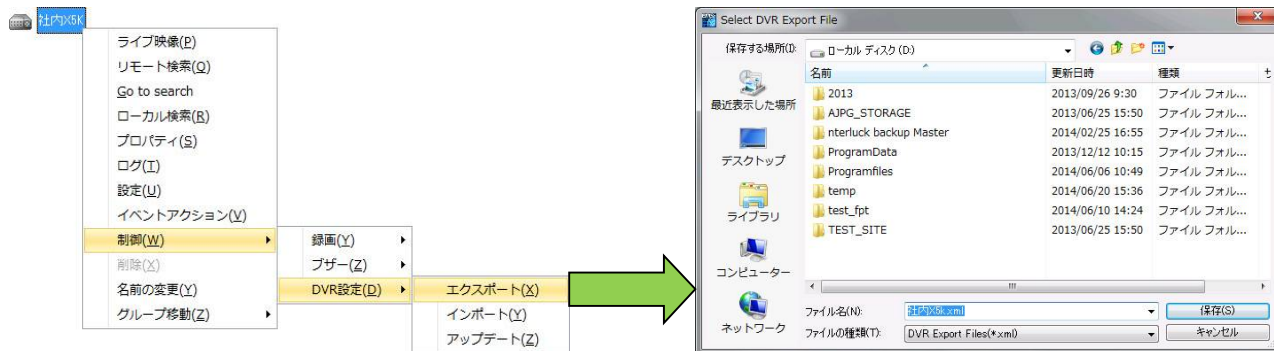 社内X5K
ライブ映像(P)
リモート検索(Q)
Go to search
ローカル検索(R)
プロパティ(S)
ログ(T)
設定(U)
イベントアクション(V)
制御(W)
削除(X)
名前の変更(Y)
グループ移動(Z)
録画(Y)
ブザー(Z)
DVR設定(D)
エクスポート(X)
インポート(Y)
アップデート(Z)
Select DVR Export File
保存する場所(I):
ローカル ディスク (D:)
名前 更新日時 種類 サ
2013 2013/09/26 9:30 ファイル フォル...
AJPG_STORAGE 2013/06/25 15:50 ファイル フォル...
nterluck backup Master 2014/02/25 16:55 ファイル フォル...
ProgramData 2013/12/12 10:15 ファイル フォル...
Programfiles 2014/06/06 10:49 ファイル フォル...
temp 2014/06/20 15:36 ファイル フォル...
test_fpt 2014/06/10 14:24 ファイル フォル...
TEST_SITE 2013/06/25 15:50 ファイル フォル...
最近表示した場所
デスクトップ
ライブラリ
コンピューター
ネットワーク
ファイル名(N): 社内X5k.xml 保存(S)
ファイルの種類(T): DVR Export Files(*.xml) キャンセル